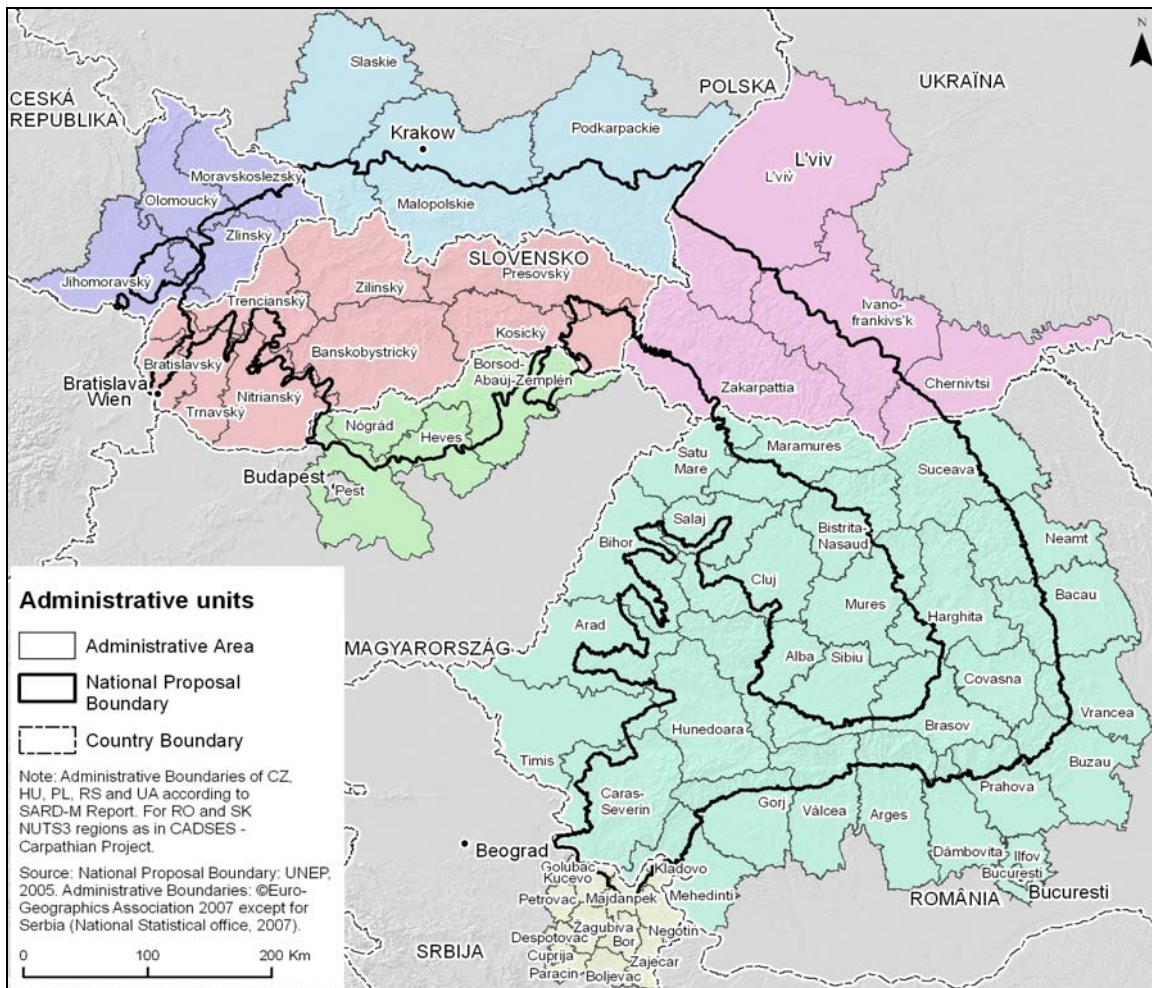 N
CESKÁ
REPUBLIKA
POLSKA
UKRAÏNA
Slaskie
Krakow
Podkarpackie
L'viv
L'viv
Moravskoslezský
Olomoucký
Malopolskie
Zlinský
Jihomoravský
SLOVENSKO
Presovský
Trencianský
Zilinský
Ivano-
frankivs'k
Kosický
Banskobystrický
Bratislavský
Borsod-
Abaúj-Zemplén
Bratislava
Wien
Nitrianský
Trnavský
Zakarpattia
Chernivtsi
Nógrád
Heves
Maramures
Satu
Mare
Suceava
Budapest
Pest
Salaj
Bistrita-
Nasaud
Bihor
Neamt
Cluj
Bacau
Mures
Harghita
Arad
MAGYARORSZÁG
Alba
Sibiu
Covasna
Vrancea
Hunedoara
Brasov
Timis
Buzau
Prahova
Caras-
Severin
Gorj
Vâlcea
Arges
Beograd
Golubac
Kucevo
Kladovo
Dâmbovita
Ilfov
Bucuresti
Bucuresti
Petrovac
Majdanpek
Mehedinti
ROMÂNIA
Zagubiva
Bor
Negotin
Despotovac
SRBIJA
Cuprija
Zajecar
Paracin
Boljevac
Administrative units
Administrative Area
National Proposal
Boundary
Country Boundary
Note: Administrative Boundaries of CZ,
HU, PL, RS and UA according to
SARD-M Report. For RO and SK
NUTS3 regions as in CADSES -
Carpathian Project.
Source: National Proposal Boundary: UNEP,
2005. Administrative Boundaries: ©Euro-
Geographics Association 2007 except for
Serbia (National Statistical office, 2007).
0 100 200 Km